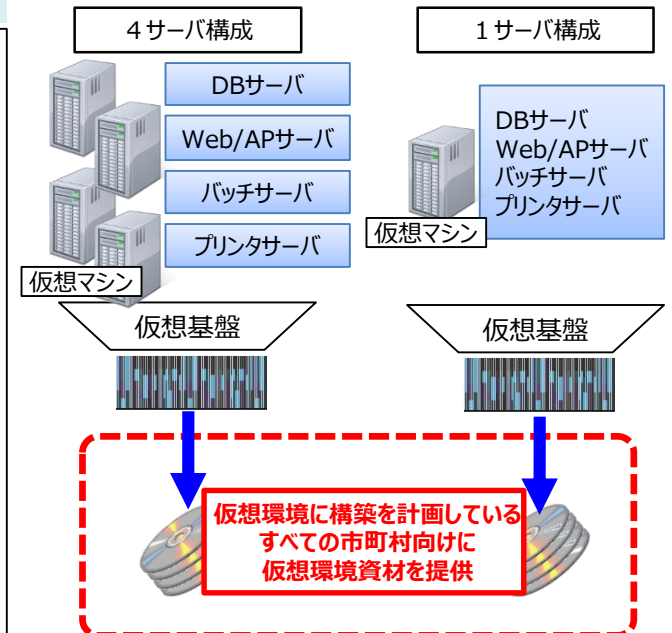 4サーバ構成
DBサーバ
Web/APサーバ
バッチサーバ
プリンタサーバ
仮想マシン
仮想基盤
1サーバ構成
DBサーバ
Web/APサーバ
バッチサーバ
プリンタサーバ
仮想マシン
仮想基盤
仮想環境に構築を計画している
すべての市町村向けに
仮想環境資材を提供